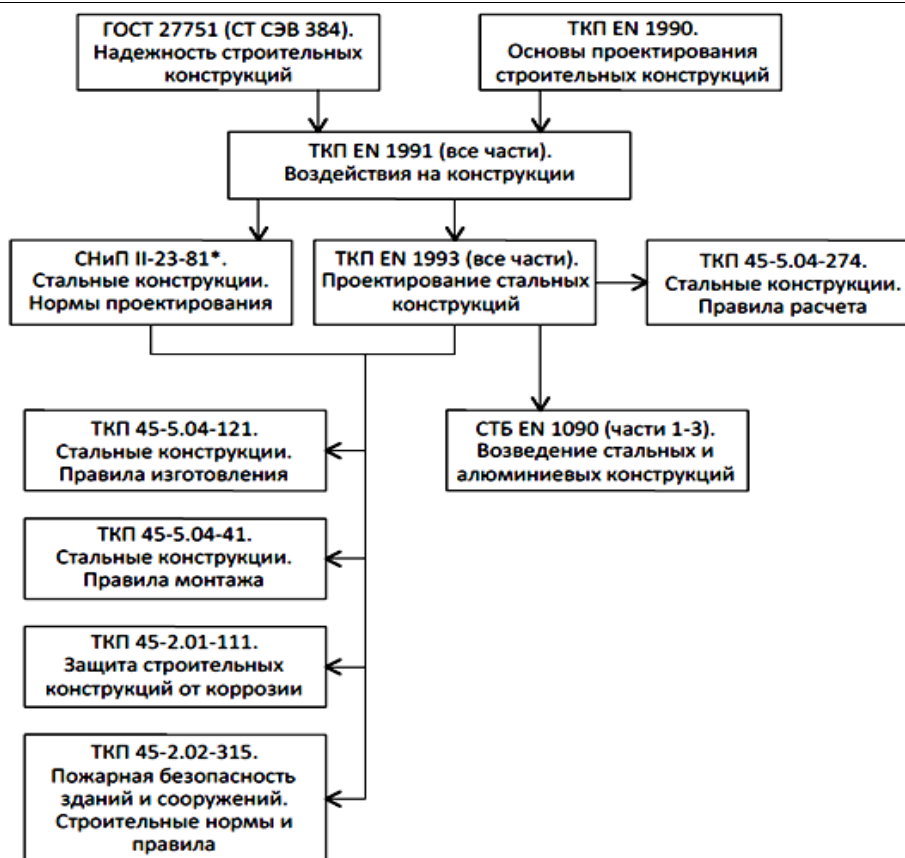 ГОСТ 27751 (СТ СЭВ 384).
Надежность строительных
конструкций
ТКП EN 1990.
Основы проектирования
строительных конструкций
ТКП EN 1991 (все части).
Воздействия на конструкции
СНиП II-23-81*.
Стальные конструкции.
Нормы проектирования
ТКП EN 1993 (все части).
Проектирование стальных
конструкций
ТКП 45-5.04-274.
Стальные конструкции.
Правила расчета
ТКП 45-5.04-121.
Стальные конструкции.
Правила изготовления
СТБ EN 1090 (части 1-3).
Возведение стальных и
алюминиевых конструкций
ТКП 45-5.04-41.
Стальные конструкции.
Правила монтажа
ТКП 45-2.01-111.
Защита строительных
конструкций от коррозии
ТКП 45-2.02-315.
Пожарная безопасность
зданий и сооружений.
Строительные нормы и
правила